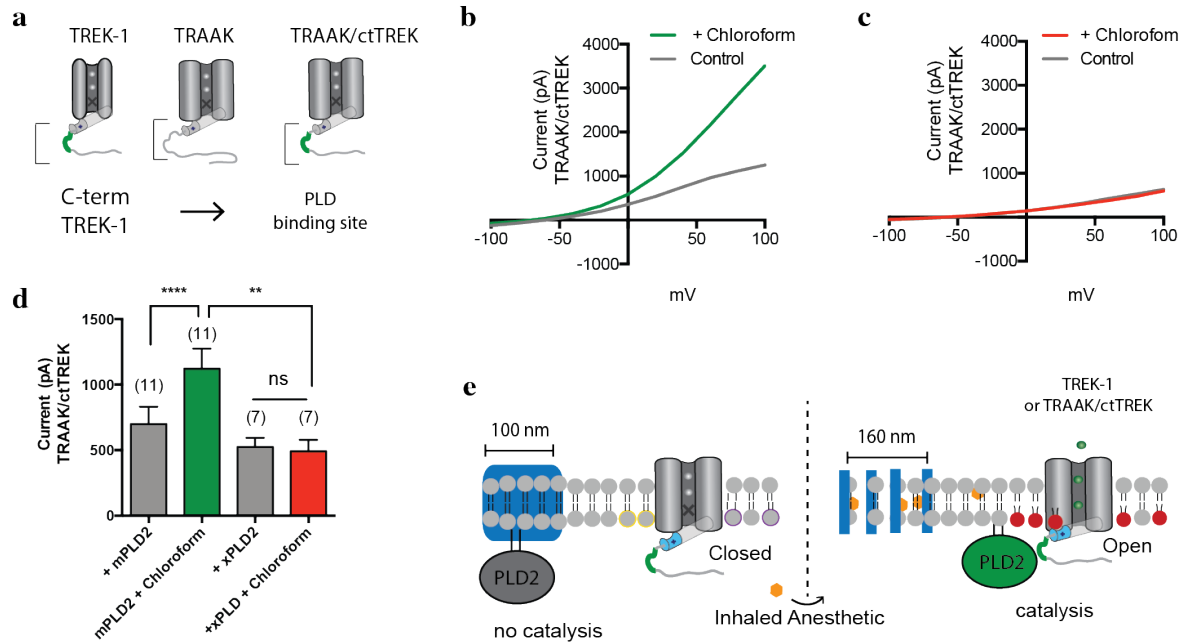 a
TREK-1
TRAAK
TRAAK/ctTREK
C-term
TREK-1
PLD
binding site
b
+ Chloroform
Control
Current (pA)
TRAAK/ctTREK
4000
3000
2000
1000
-1000
-100
-50
50
100
mV
c
+ Chlorofom
Control
Current (pA)
TRAAK/ctTREK
4000
3000
2000
1000
-1000
-100
-50
50
100
mV
d
****
**
ns
(11)
(11)
(7)
(7)
Current (pA)
TRAAK/ctTREK
1500
1000
500
0
+ mPLD2
mPLD2 + Chloroform
+ xPLD2
+xPLD + Chloroform
e
100 nm
PLD2
no catalysis
Closed
Inhaled Anesthetic
TREK-1
or TRAAK/ctTREK
160 nm
PLD2
Open
catalysis